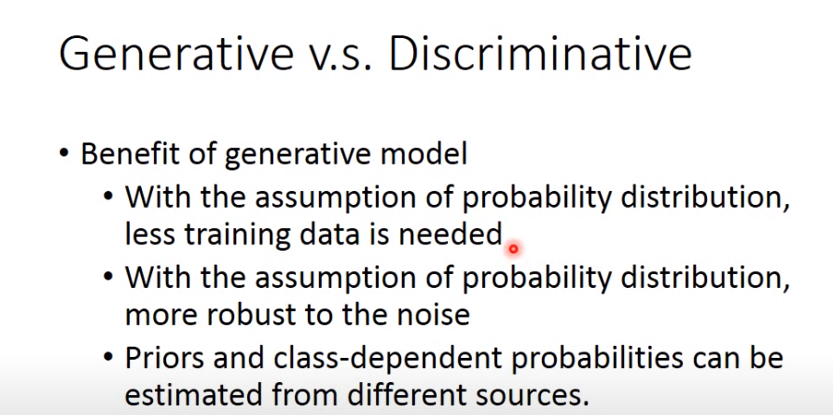 Generative v.s. Discriminative
• Benefit of generative model
• With the assumption of probability distribution,
less training data is needed
• With the assumption of probability distribution,
more robust to the noise
• Priors and class-dependent probabilities can be
estimated from different sources.